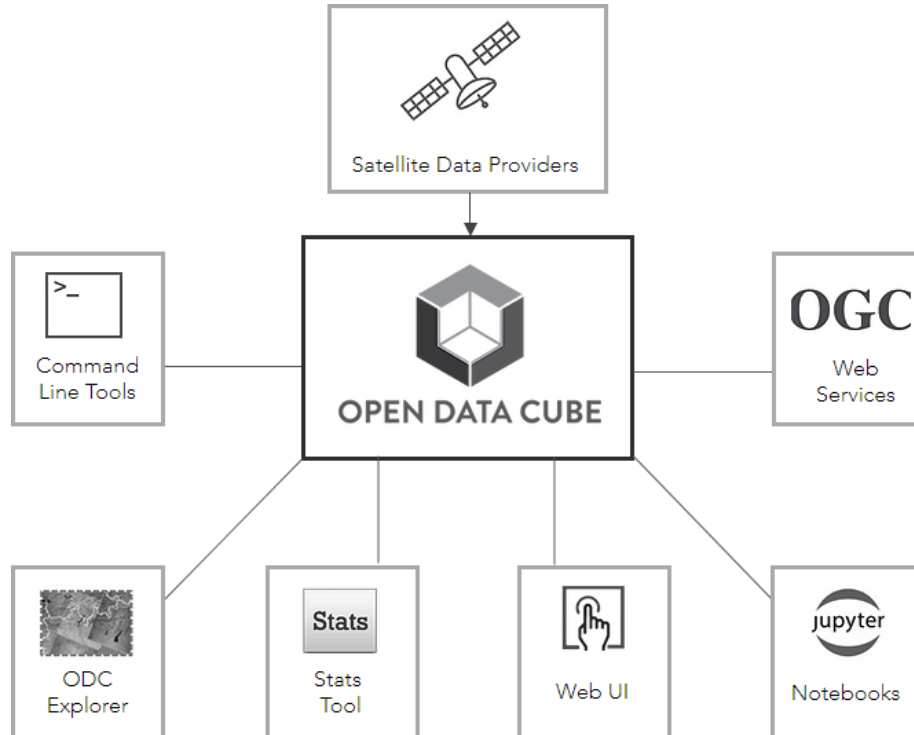 Satellite Data Providers
>_
Command
Line Tools
OPEN DATA CUBE
OGC
Web
Services
ODC
Explorer
Stats
Stats
Tool
Web UI
jupyter
Notebooks